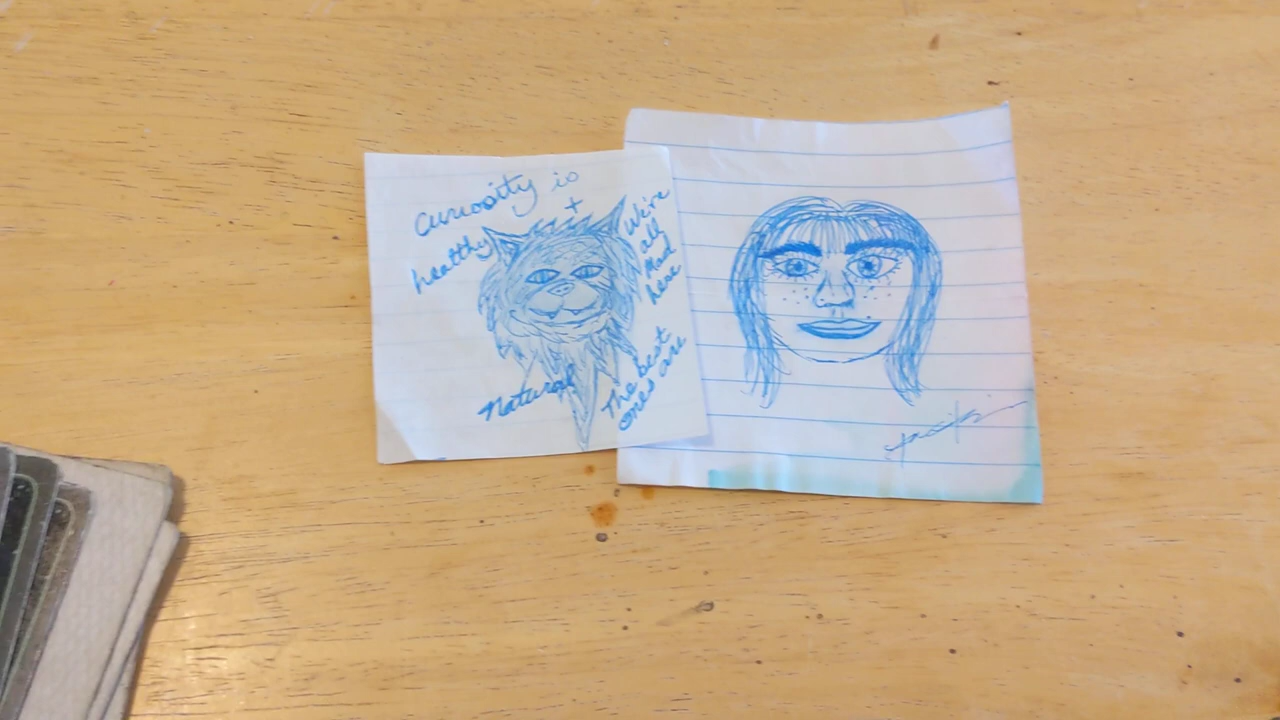 Curiosity is
+
healthy
Natural
We're
all
Mad
here
The best
ones are